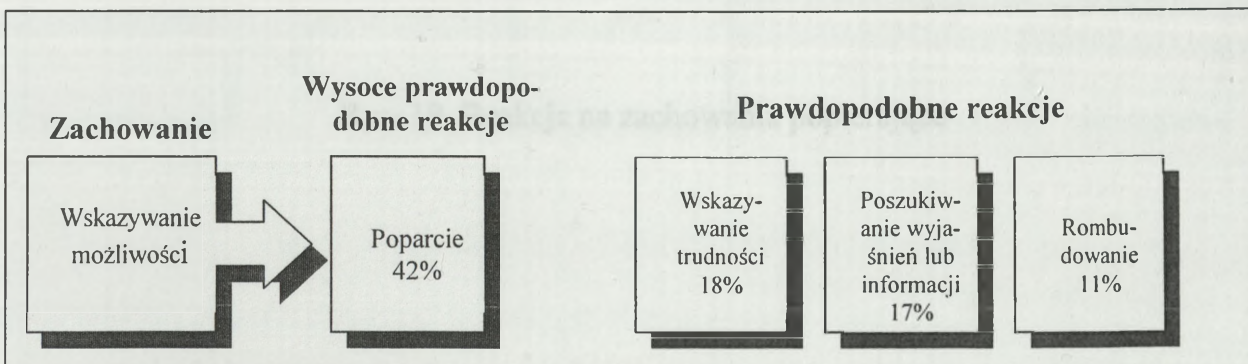 Zachowanie
Wskazywanie
możliwości
Wysoce prawdopo-
dobne reakcje
Poparcie
42%
Prawdopodobne reakcje
Wskazy-
wanie
trudności
18%
Poszukiw-
anie wyja-
śnień lub
informacji
17%
Rombu-
dowanie
11%